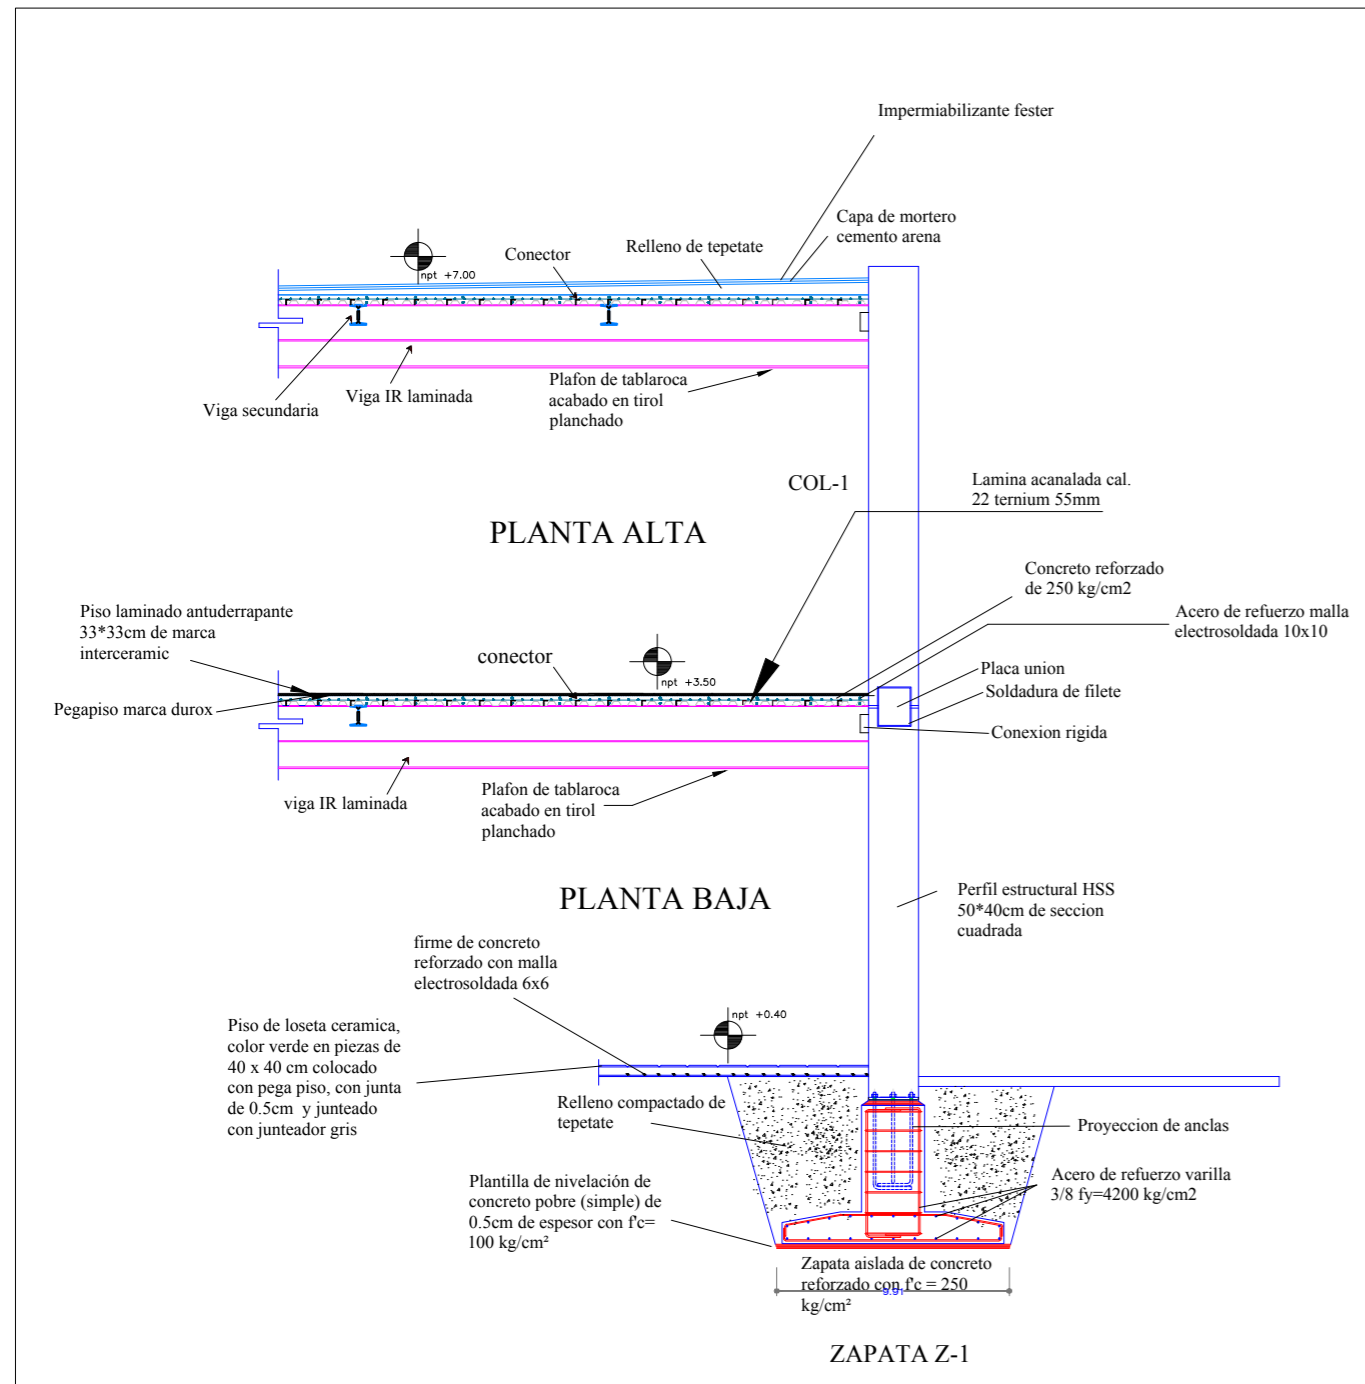 Impermiabilizante fester
Capa de mortero
cemento arena
Relleno de tepetate
Conector
npt +7.00
Viga secundaria
Viga IR laminada
Plafon de tablaroca
acabado en tirol
planchado
COL-1
Lamina acanalada cal.
22 ternium 55mm
PLANTA ALTA
Concreto reforzado
de 250 kg/cm2
Acero de refuerzo malla
electrosoldada 10x10
Piso laminado antuderrapante
33*33cm de marca
interceramic
conector
npt +3.50
Placa union
Soldadura de filete
Pegapiso marca durox
Conexion rigida
viga IR laminada
Plafon de tablaroca
acabado en tirol
planchado
PLANTA BAJA
Perfil estructural HSS
50*40cm de seccion
cuadrada
firme de concreto
reforzado con malla
electrosoldada 6x6
npt +0.40
Piso de loseta ceramica,
color verde en piezas de
40 x 40 cm colocado
con pega piso, con junta
de 0.5cm y junteado
con junteador gris
Relleno compactado de
tepetate
Proyeccion de anclas
Acero de refuerzo varilla
3/8 fy=4200 kg/cm2
Plantilla de nivelación de
concreto pobre (simple) de
0.5cm de espesor con f'c=
100 kg/cm²
Zapata aislada de concreto
reforzado con f'c = 250
kg/cm²
9.91
ZAPATA Z-1